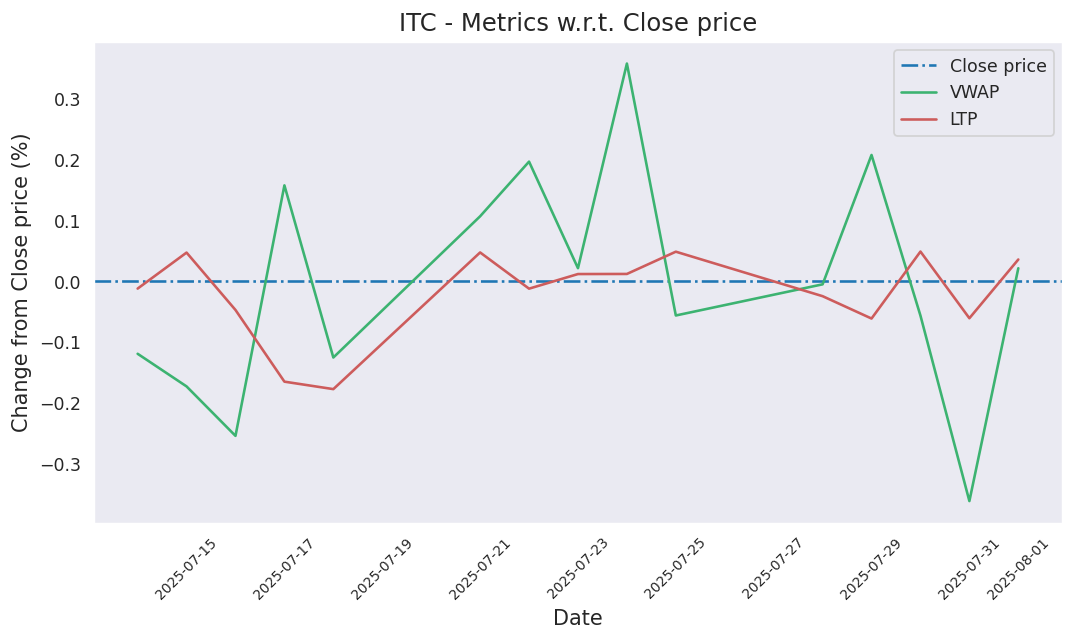 ITC - Metrics w.r.t. Close price
Close price
VWAP
LTP
Change from Close price (%)
0.3
0.2
0.1
0.0
−0.1
−0.2
−0.3
2025-07-15
2025-07-17
2025-07-19
2025-07-21
2025-07-23
2025-07-25
2025-07-27
2025-07-29
2025-07-31
2025-08-01
Date